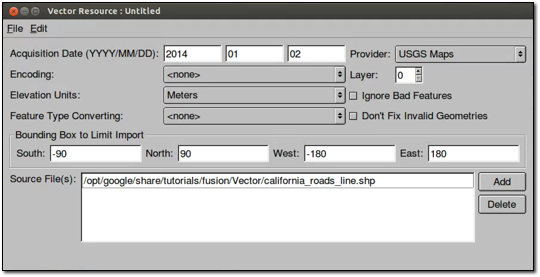 Vector Resource : Untitled
File Edit
Acquisition Date (YYYY/MM/DD): 2014 01 02 Provider: USGS Maps
Encoding: <none> Layer: 0
Elevation Units: Meters Ignore Bad Features
Feature Type Converting: <none> Don't Fix Invalid Geometries
Bounding Box to Limit Import
South: -90 North: 90 West: -180 East: 180
Source File(s): /opt/google/share/tutorials/fusion/Vector/california_roads_line.shp Add
Delete